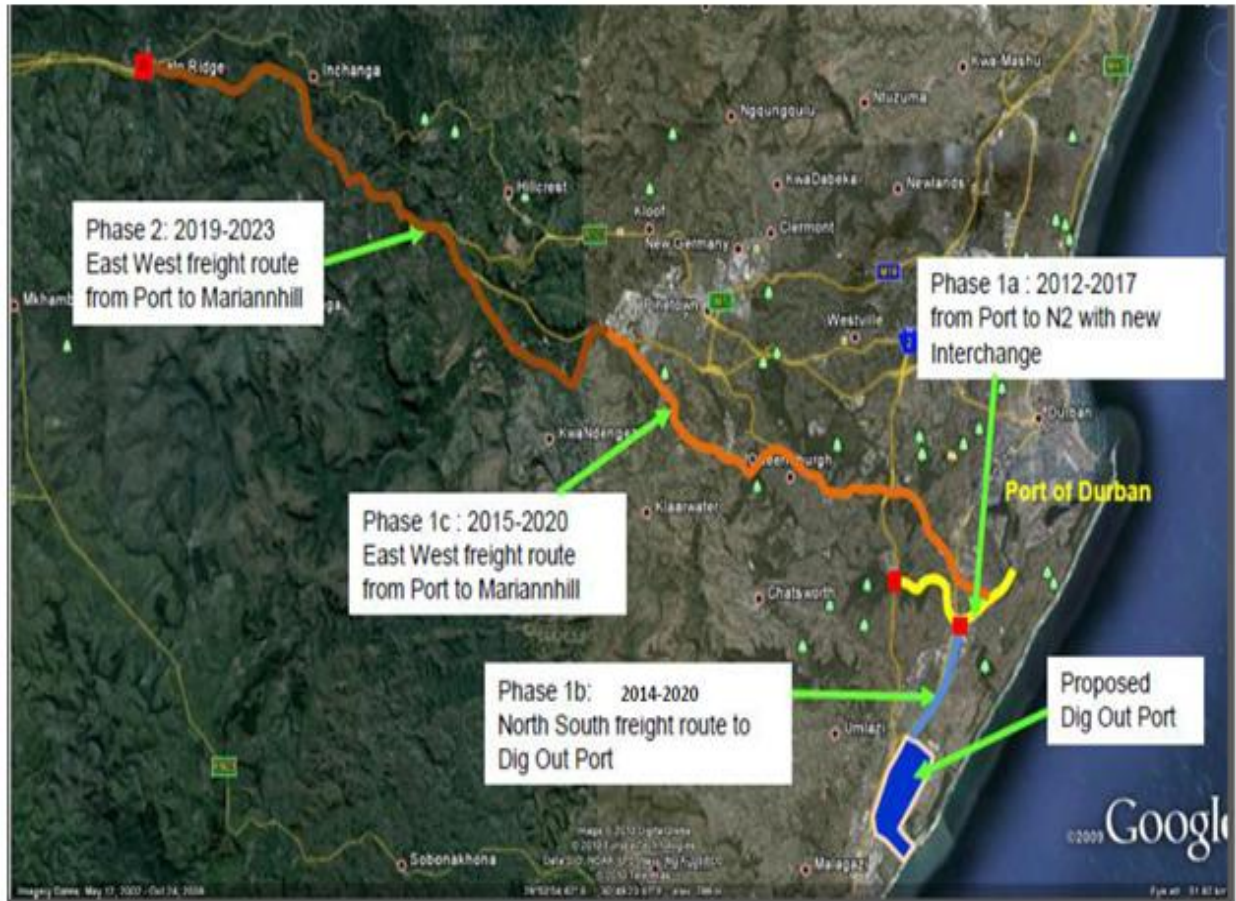 Kwa-Mashu
Inchanga
Ntuzuma
Ngqungqulu
KwaDabeka
Newlands
Hillcrest
Kloof
Clermont
New Germany
Phase 2: 2019-2023
East West freight route
from Port to Mariannhill
Pinetown
Westville
2
Phase 1a : 2012-2017
from Port to N2 with new
Interchange
Durban
Port of Durban
Klaarwater
Phase 1c : 2015-2020
East West freight route
from Port to Mariannhill
Chatsworth
Phase 1b: 2014-2020
North South freight route to
Dig Out Port
Proposed
Dig Out Port
Umlazi
©2009 Google
Sobonakhona
Malagazi